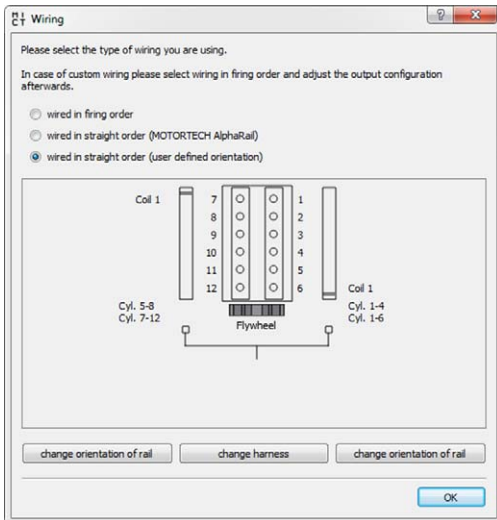 MICT Wiring
Please select the type of wiring you are using.
In case of custom wiring please select wiring in firing order and adjust the output configuration
afterwards.
wired in firing order
wired in straight order (MOTORTECH AlphaRail)
wired in straight order (user defined orientation)
Coil 1
7 1
8 2
9 3
10 4
11 5
12 6
Coil 1
Cyl. 5-8
Cyl. 7-12
Cyl. 1-4
Cyl. 1-6
Flywheel
change orientation of rail
change harness
change orientation of rail
OK